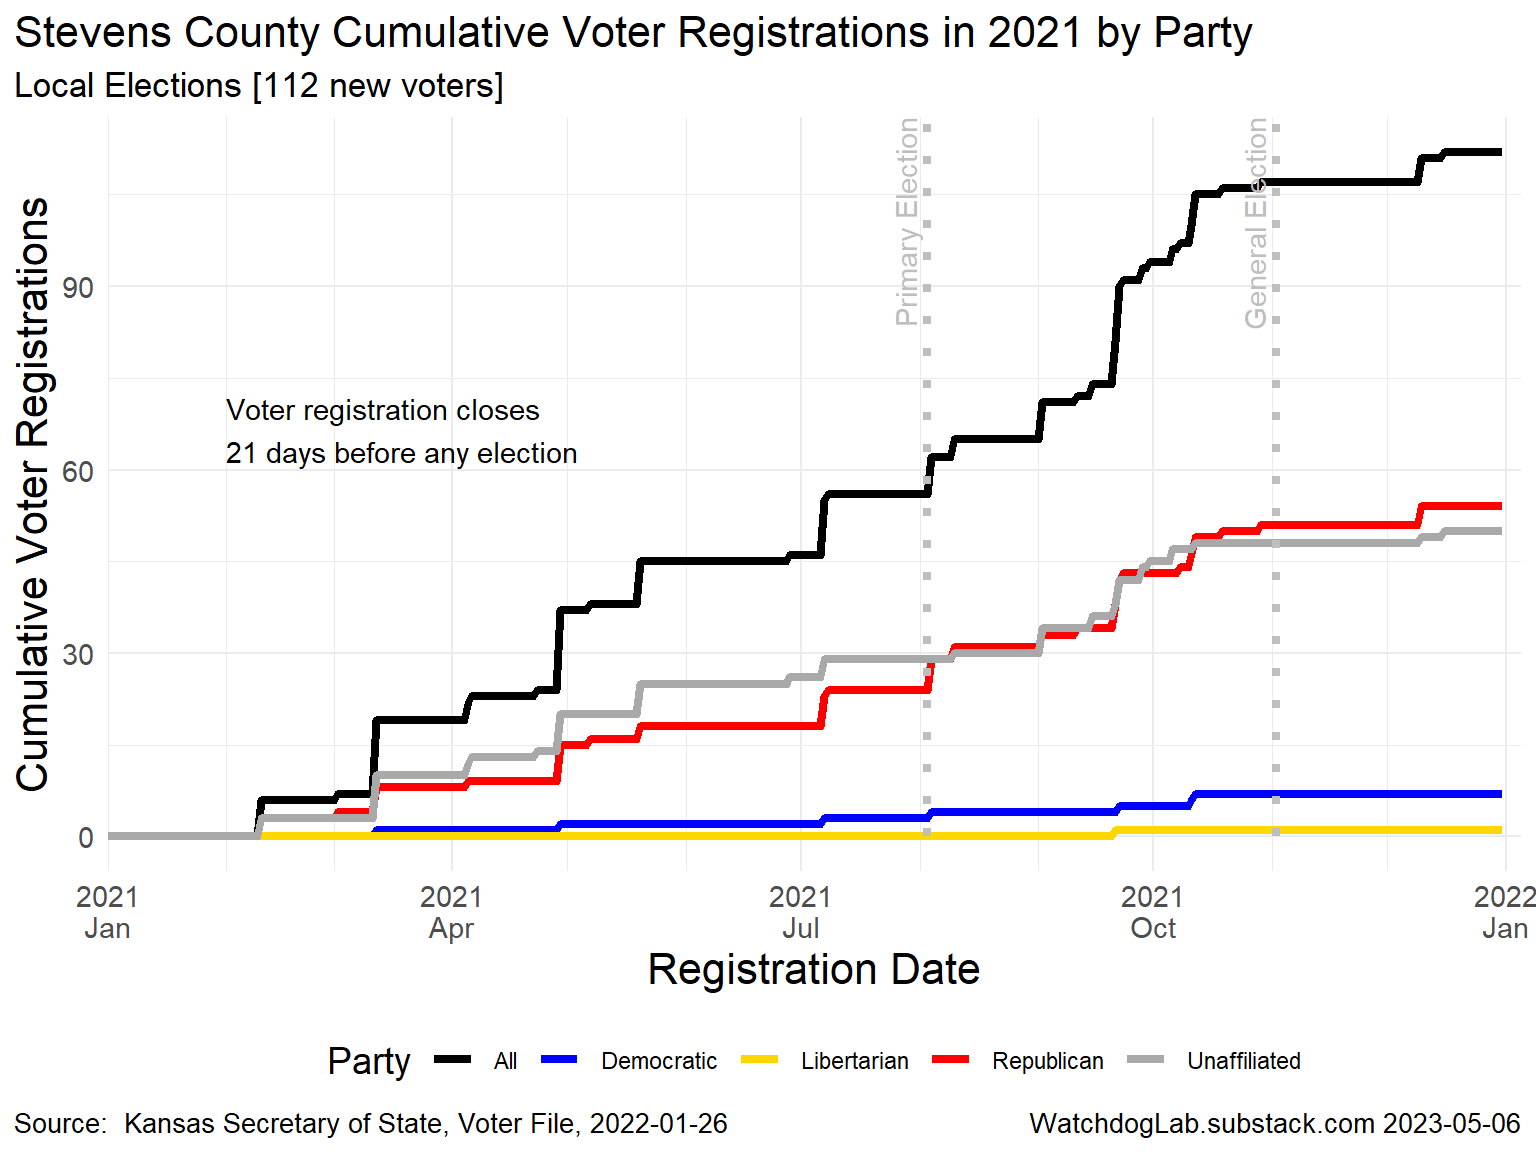 Stevens County Cumulative Voter Registrations in 2021 by Party
Local Elections [112 new voters]
Cumulative Voter Registrations
90
60
30
0
Voter registration closes
21 days before any election
Primary Election
General Election
2021
Jan
2021
Apr
2021
Jul
2021
Oct
2022
Jan
Registration Date
Party All Democratic Libertarian Republican Unaffiliated
Source:  Kansas Secretary of State, Voter File, 2022-01-26
WatchdogLab.substack.com 2023-05-06